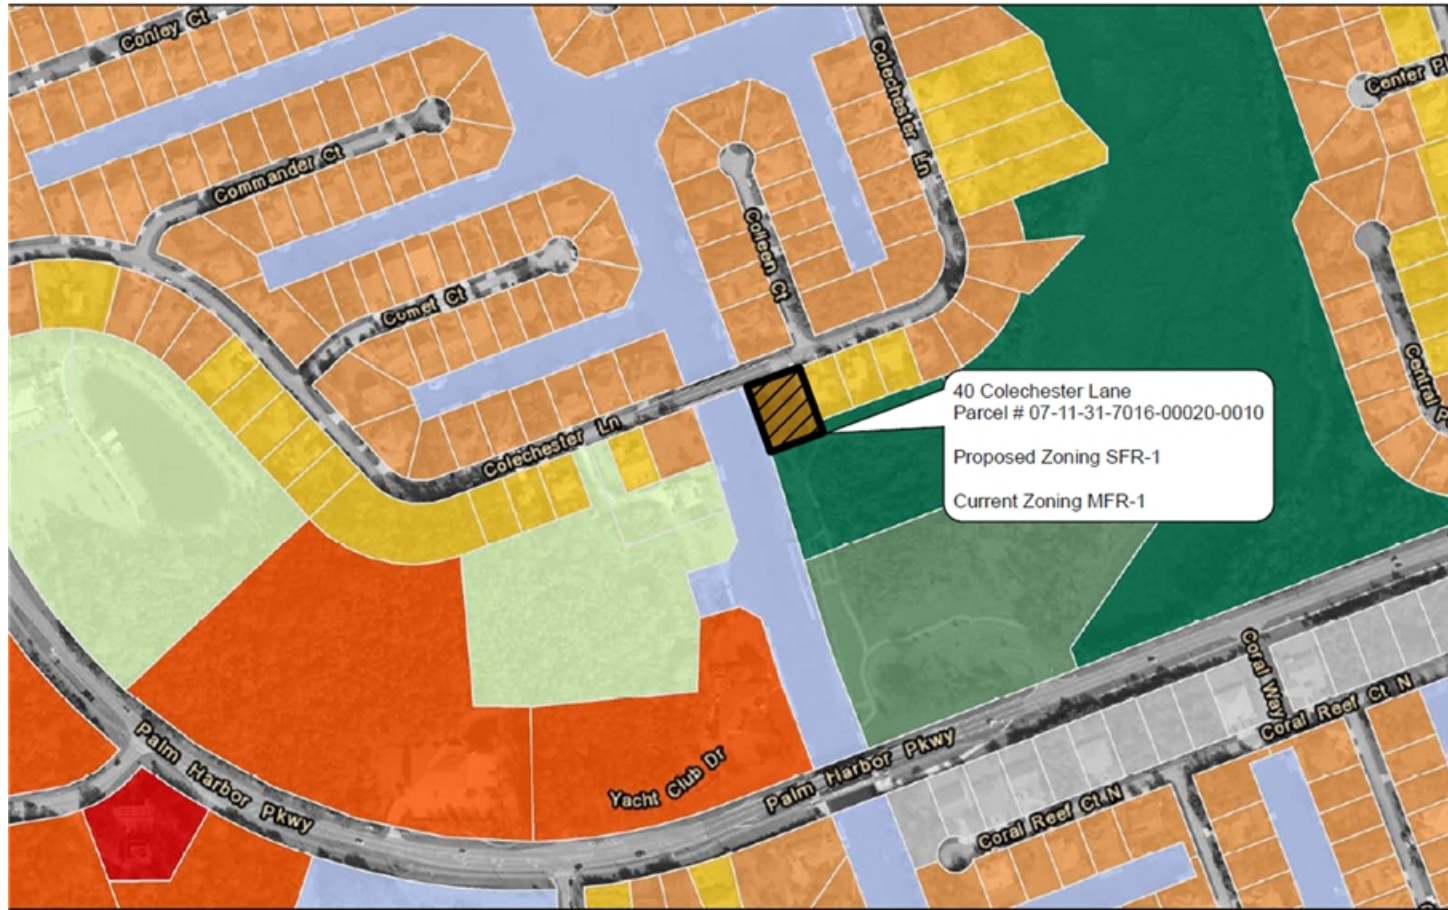 Conley Ct
Commander Ct
Comet Ct
Colechester Ln
Colleen Ct
Colechester Ln
40 Colechester Lane
Parcel # 07-11-31-7016-00020-0010
Proposed Zoning SFR-1
Current Zoning MFR-1
Palm Harbor Pkwy
Yacht Club Dr
Palm Harbor Pkwy
Coral Way
Coral Reef Ct N
Coral Reef Ct N
Center Pl
Central